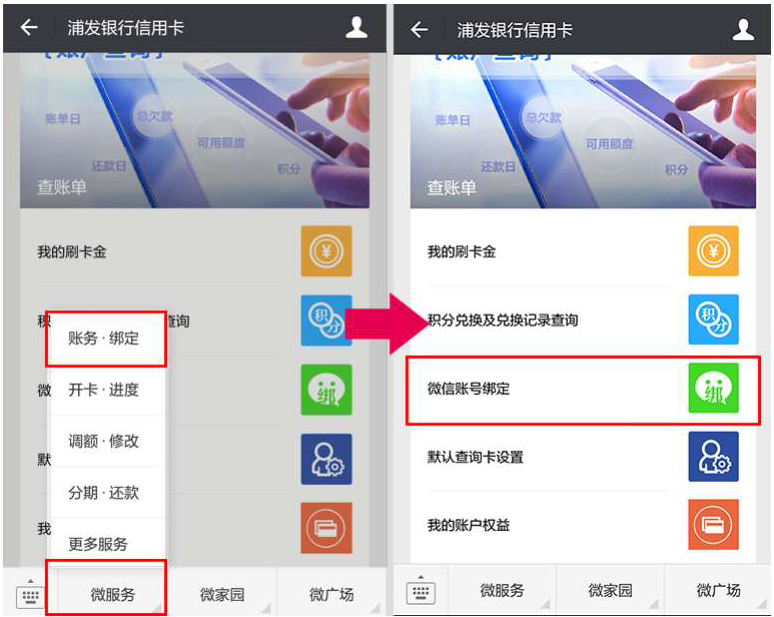 浦发银行信用卡
账单日
总欠款
可用额度
还款日
积分
查账单
我的刷卡金
¥
积
查询
积分
账务·绑定
微
开卡·进度
绑
调额·修改
默
分期·还款
我
更多服务
微服务
微家园
微广场
浦发银行信用卡
账单日
总欠款
可用额度
还款日
积分
查账单
我的刷卡金
¥
积分兑换及兑换记录查询
积分
微信账号绑定
绑
默认查询卡设置
我的账户权益
微服务
微家园
微广场